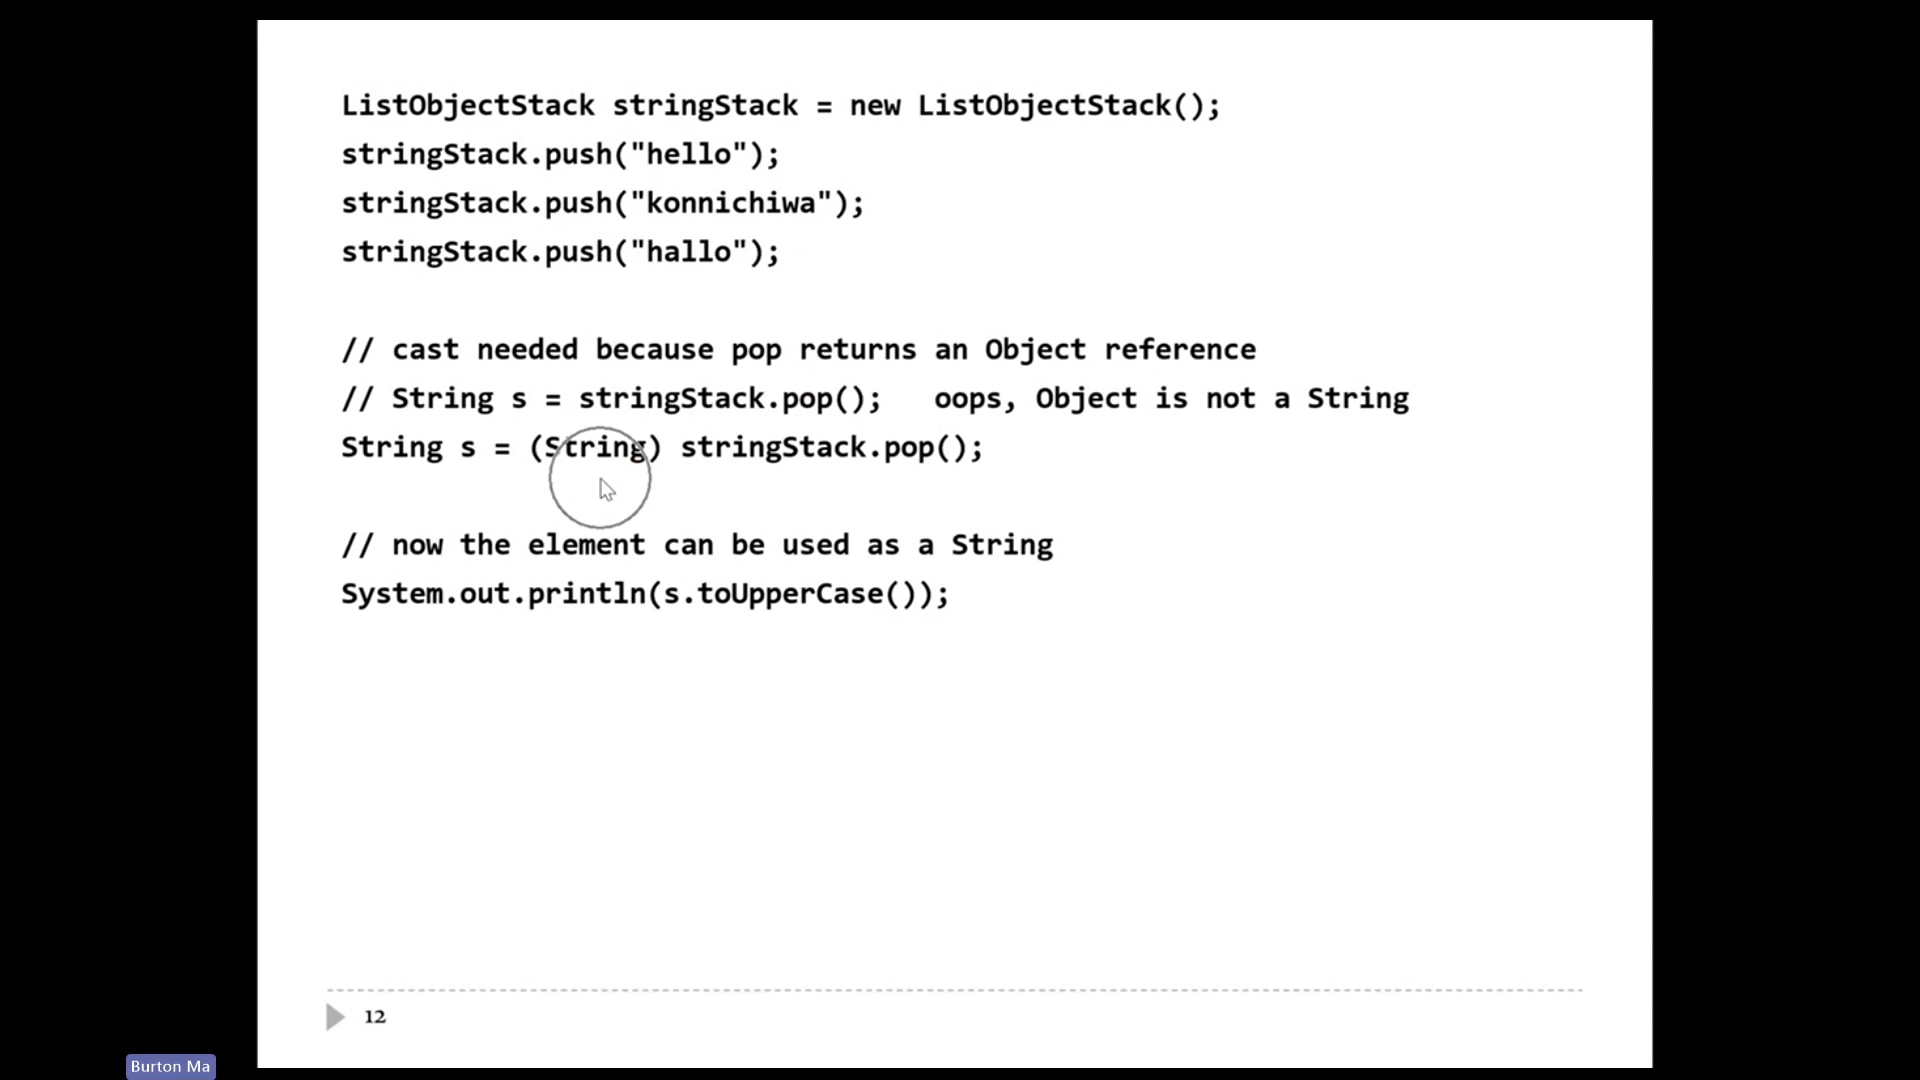 ListObjectStack stringStack = new ListObjectStack();
stringStack.push("hello");
stringStack.push("konnichiwa");
stringStack.push("hallo");
// cast needed because pop returns an Object reference
// String s = stringStack.pop();   oops, Object is not a String
String s = (String) stringStack.pop();
// now the element can be used as a String
System.out.println(s.toUpperCase());
12
Burton Ma